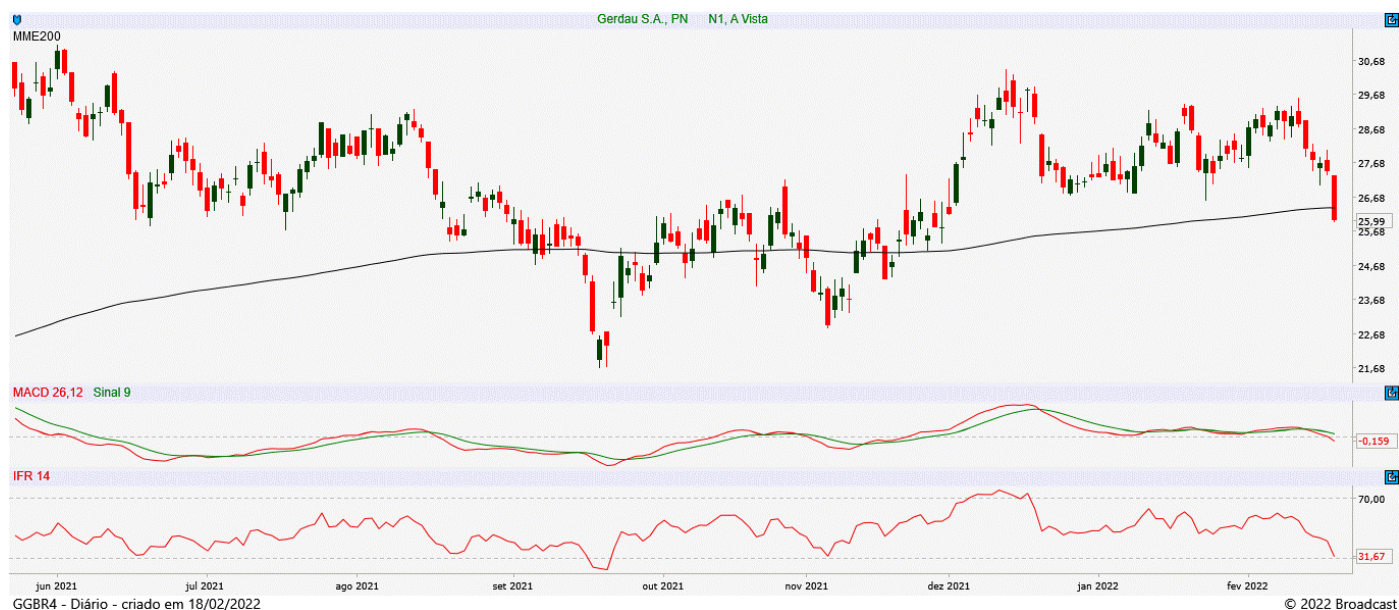 Gerdau S.A., PN N1, A Vista
MME200
30,68
29,68
28,68
27,68
26,68
25,99
25,68
24,68
23,68
22,68
21,68
MACD 26,12 Sinal 9
-0.159
IFR 14
70,00
31,67
jun 2021 jul 2021 ago 2021 set 2021 out 2021 nov 2021 dez 2021 jan 2022 fev 2022
GGBR4 - Diário - criado em 18/02/2022 © 2022 Broadcast